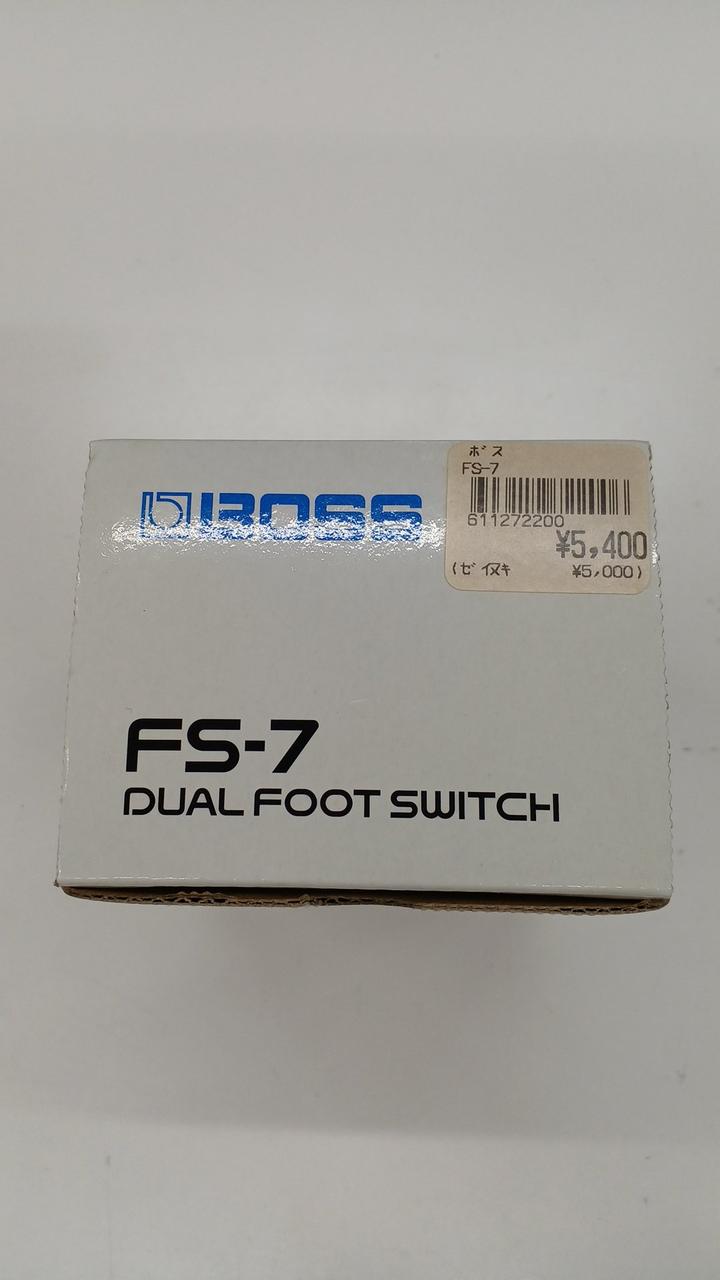 BOSS
ボス
FS-7
611272200
¥5,400
(ゼイヌキ ¥5,000)
FS-7
DUAL FOOT SWITCH